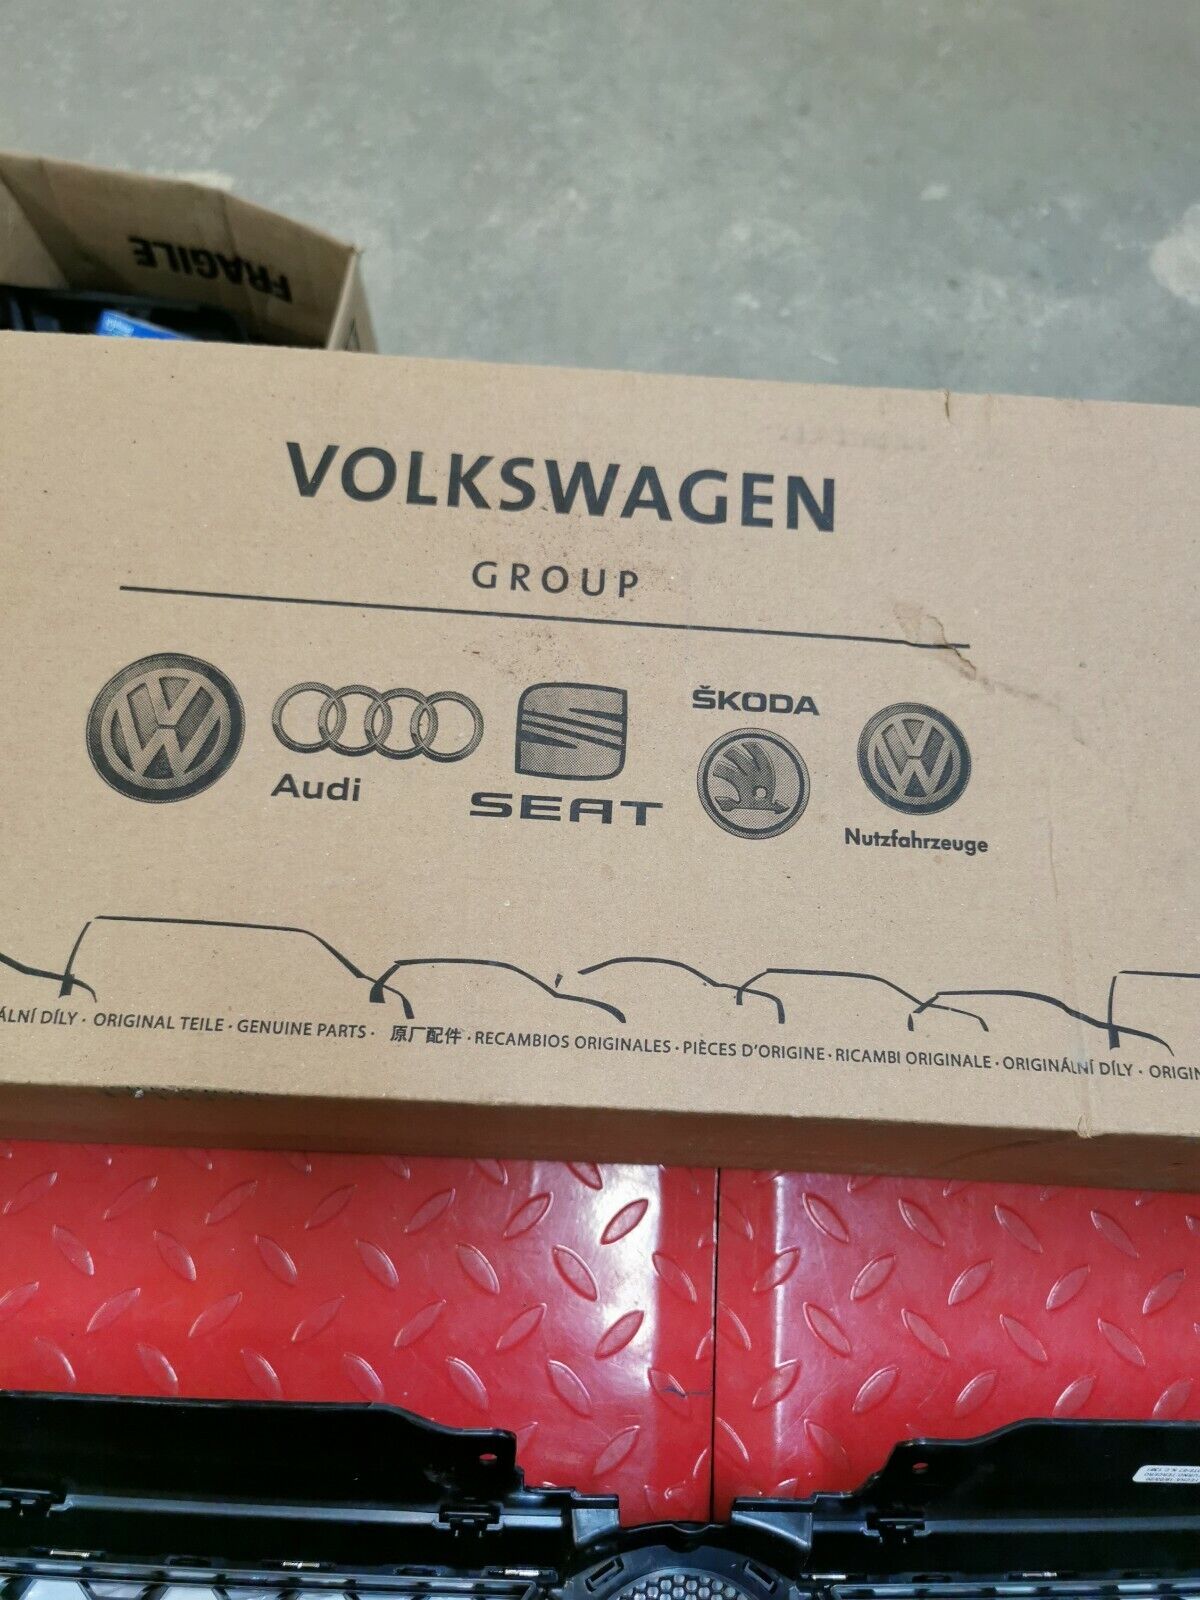 FRAGILE
VOLKSWAGEN
GROUP
Audi
SEAT
ŠKODA
Nutzfahrzeuge
ÁLNÍ DÍLY · ORIGINAL TEILE · GENUINE PARTS · 原厂配件 · RECAMBIOS ORIGINALES · PIÈCES D'ORIGINE · RICAMBI ORIGINALE · ORIGINÁLNÍ DÍLY · ORIGIN